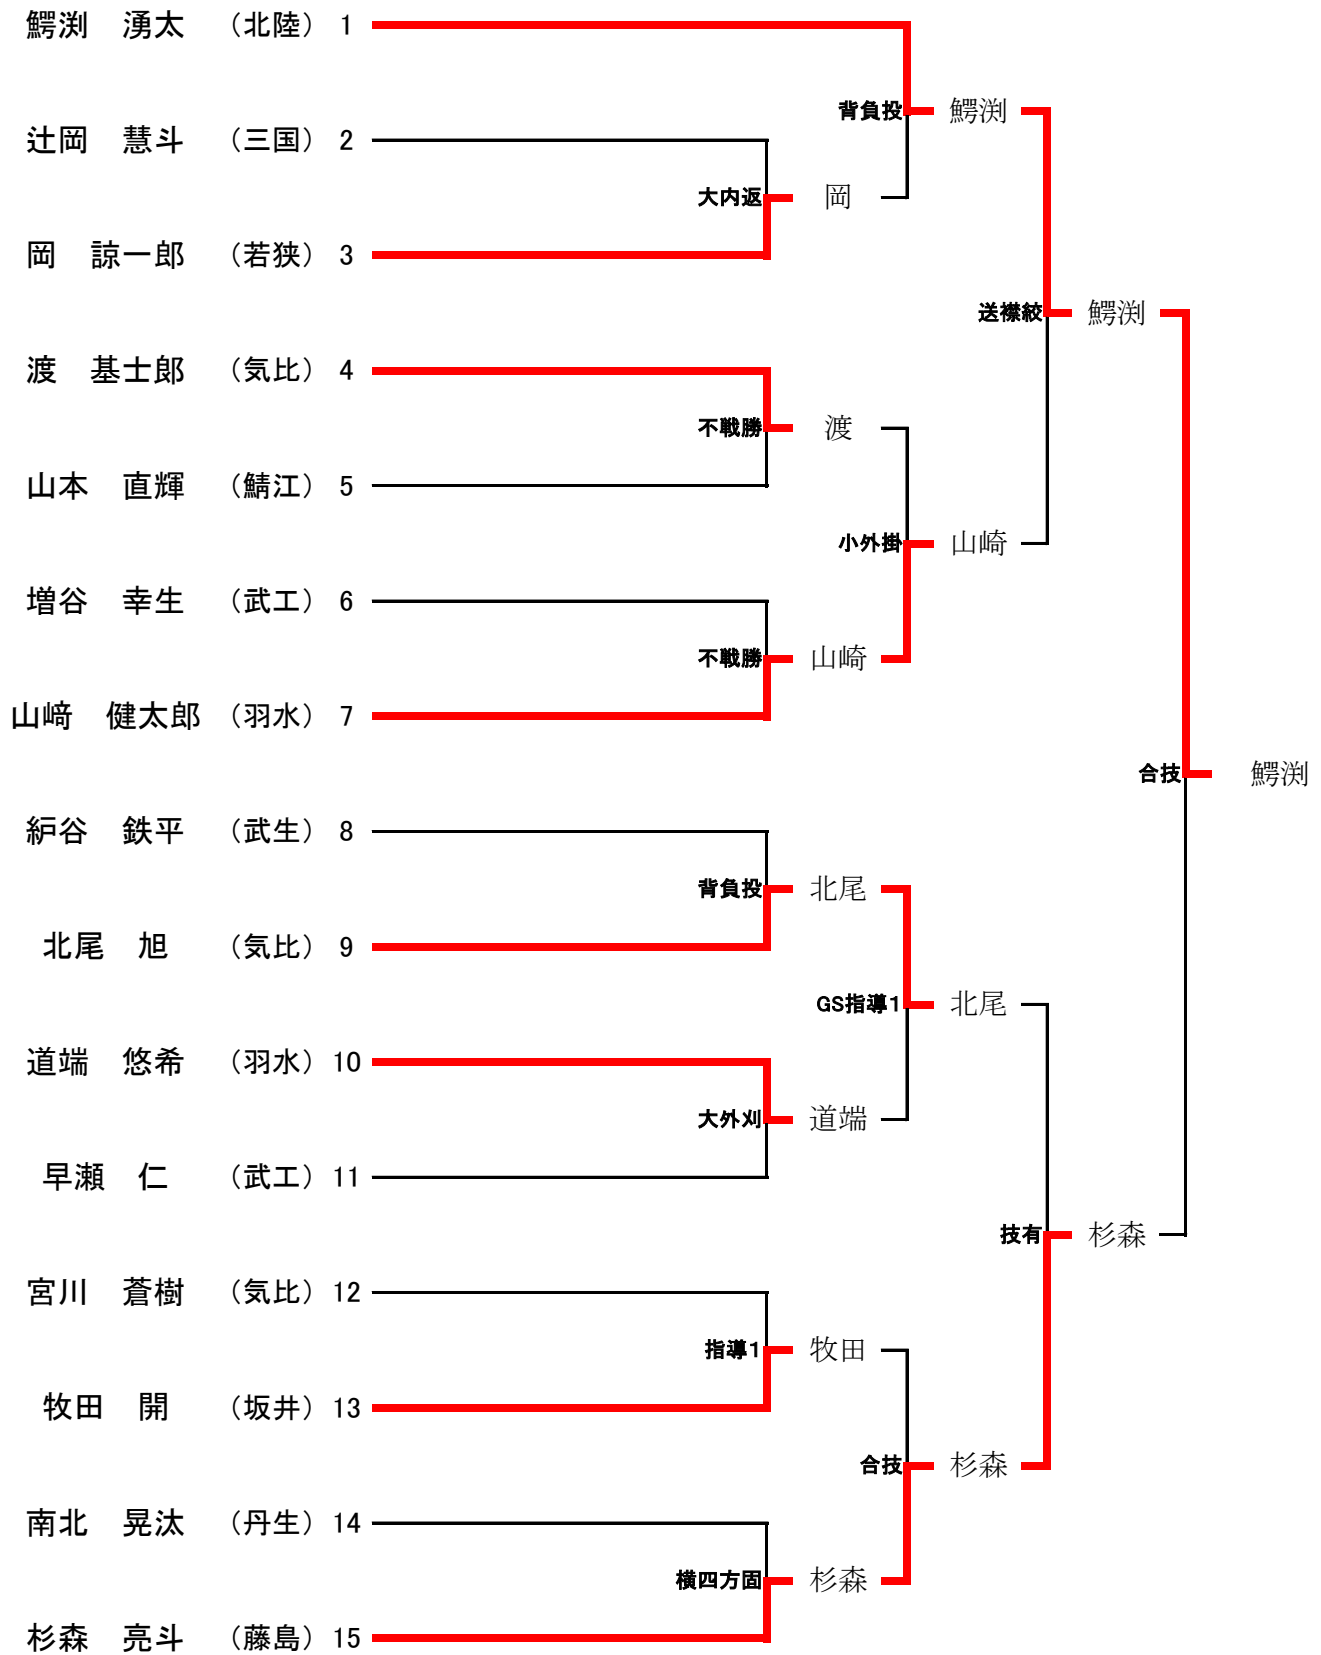 鰐渕　湧太　（北陸）　1
背負投　鰐渕
辻岡　慧斗　（三国）　2
大内返　岡
岡　諒一郎　（若狭）　3
送襟絞　鰐渕
渡　基士郎　（気比）　4
不戦勝　渡
山本　直輝　（鯖江）　5
小外掛　山崎
増谷　幸生　（武工）　6
不戦勝　山崎
山﨑　健太郎　（羽水）　7
合技　鰐渕
絈谷　鉄平　（武生）　8
背負投　北尾
北尾　旭　（気比）　9
GS指導1　北尾
道端　悠希　（羽水）　10
大外刈　道端
早瀬　仁　（武工）　11
技有　杉森
宮川　蒼樹　（気比）　12
指導1　牧田
牧田　開　（坂井）　13
合技　杉森
南北　晃汰　（丹生）　14
横四方固　杉森
杉森　亮斗　（藤島）　15